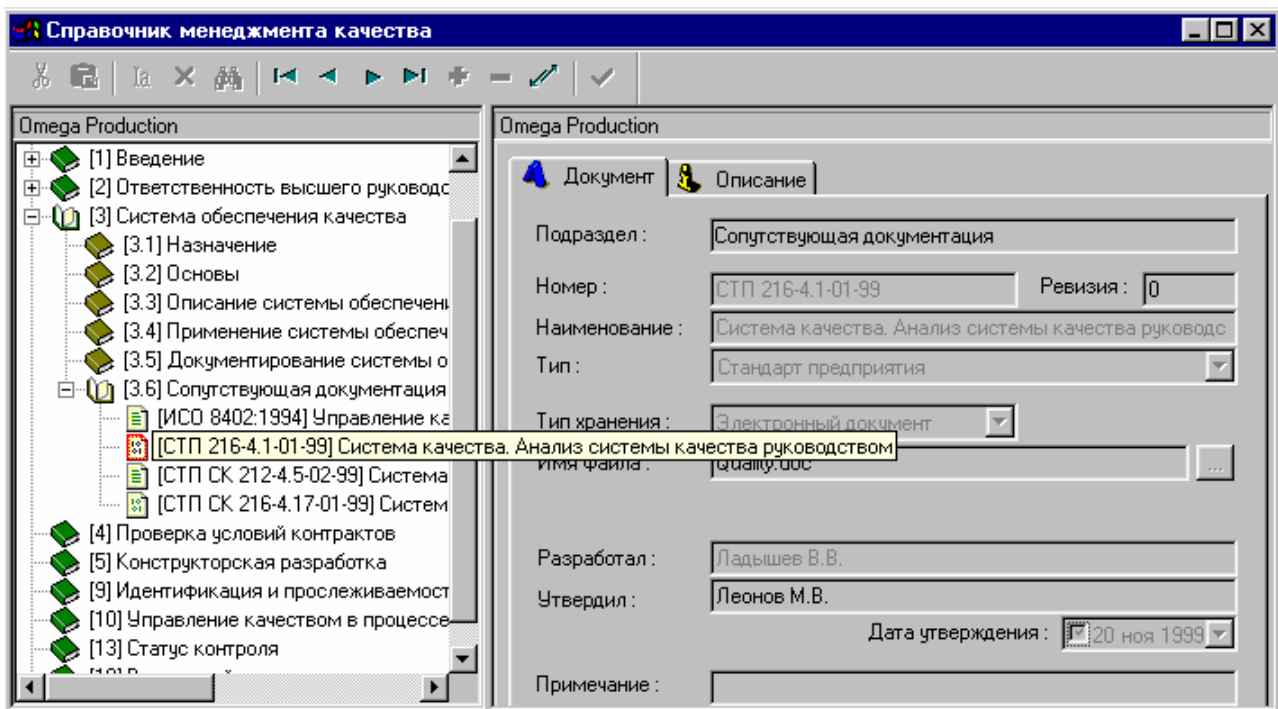 Справочник менеджмента качества
Omega Production
[1] Введение
[2] Ответственность высшего руководс
[3] Система обеспечения качества
[3.1] Назначение
[3.2] Основы
[3.3] Описание системы обеспечен
[3.4] Применение системы обеспеч
[3.5] Документирование системы о
[3.6] Сопутствующая документация
[ИСО 8402:1994] Управление ка
[СТП 216-4.1-01-99] Система качества. Анализ системы качества руководством
[СТП СК 212-4.5-02-99] Система
[СТП СК 216-4.17-01-99] Систем
[4] Проверка условий контрактов
[5] Конструкторская разработка
[9] Идентификация и прослеживаемост
[10] Управление качеством в процессе
[13] Статус контроля
Omega Production
Документ Описание
Подраздел : Сопутствующая документация
Номер : СТП 216-4.1-01-99 Ревизия : 0
Наименование : Система качества. Анализ системы качества руководс
Тип : Стандарт предприятия
Тип хранения : Электронный документ
Имя файла : Quality.doc ...
Разработал : Ладышев В.В.
Утвердил : Леонов М.В.
Дата утверждения : 20 ноя 1999
Примечание :